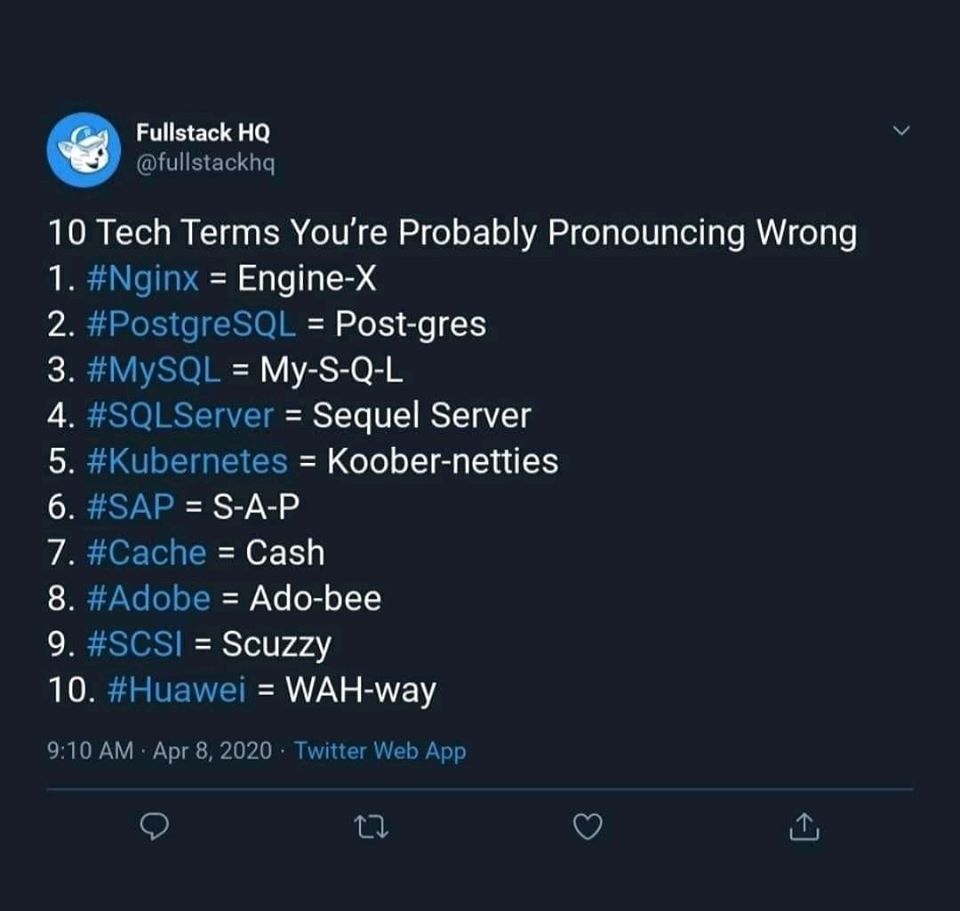 Fullstack HQ
@fullstackhq
10 Tech Terms You're Probably Pronouncing Wrong
1. #Nginx = Engine-X
2. #PostgreSQL = Post-gres
3. #MySQL = My-S-Q-L
4. #SQLServer = Sequel Server
5. #Kubernetes = Koober-netties
6. #SAP = S-A-P
7. #Cache = Cash
8. #Adobe = Ado-bee
9. #SCSI = Scuzzy
10. #Huawei = WAH-way
9:10 AM · Apr 8, 2020 · Twitter Web App